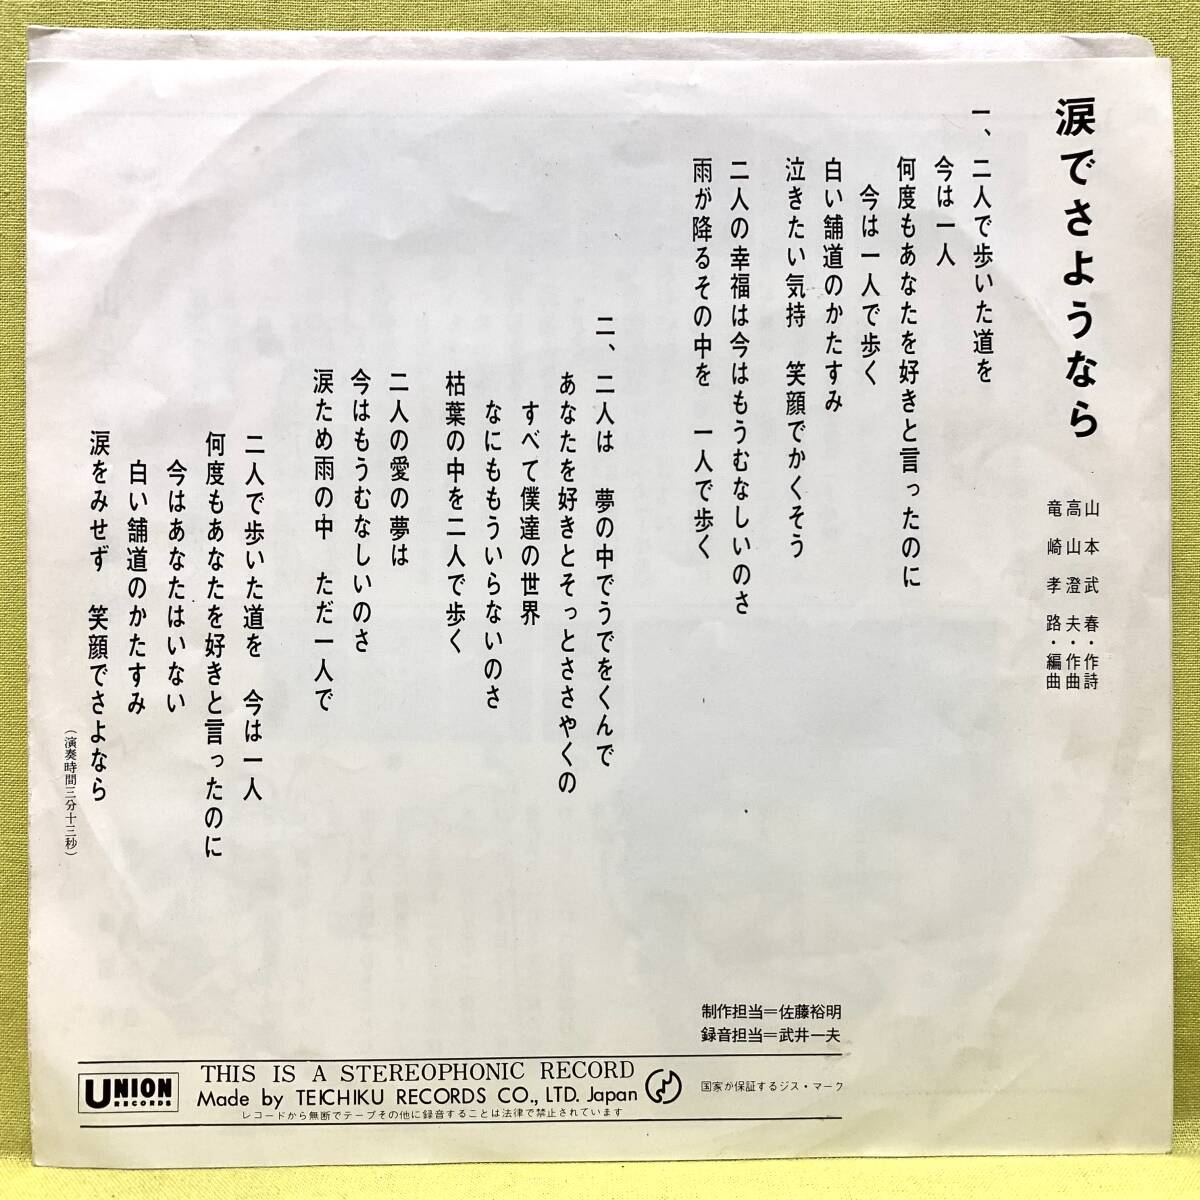 涙でさようなら
山本武春・作詩
高山澄夫・作曲
竜崎孝路・編曲
一、二人で歩いた道を
今は一人
何度もあなたを好きと言ったのに
今は一人で歩く
白い舗道のかたすみ
泣きたい気持 笑顔でかくそう
二人の幸福は今はもうむなしいのさ
雨が降るその中を 一人で歩く
二、二人は 夢の中でうでをくんで
あなたを好きとそっとささやくの
すべて僕達の世界
なにももういらないのさ
枯葉の中を二人で歩く
二人の愛の夢は
今はもうむなしいのさ
涙ため雨の中 ただ一人で
二人で歩いた道を 今は一人
何度もあなたを好きと言ったのに
今はあなたはいない
白い舗道のかたすみ
涙をみせず 笑顔でさよなら
(演奏時間三分十三秒)
制作担当=佐藤裕明
録音担当=武井一夫
UNION RECORDS
THIS IS A STEREOPHONIC RECORD
Made by TEICHIKU RECORDS CO., LTD. Japan
レコードから無断でテープその他に録音することは法律で禁止されています
国家が保証するジス・マーク